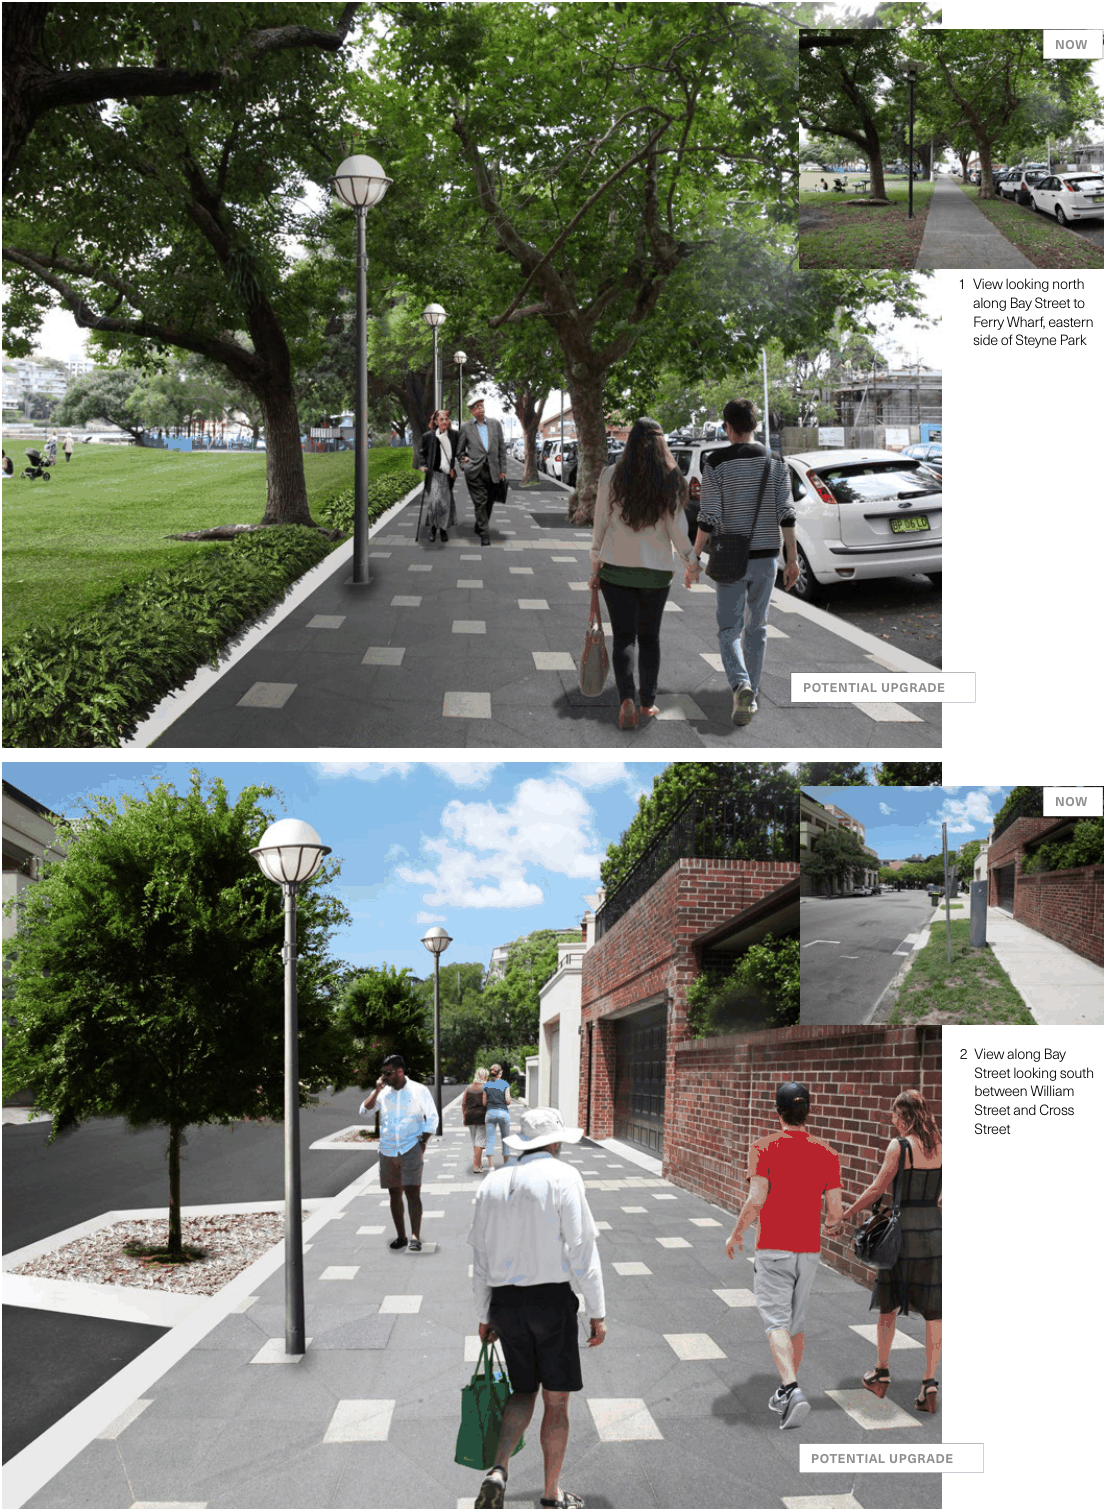 NOW
1 View looking north
along Bay Street to
Ferry Wharf, eastern
side of Steyne Park
POTENTIAL UPGRADE
NOW
2 View along Bay
Street looking south
between William
Street and Cross
Street
POTENTIAL UPGRADE